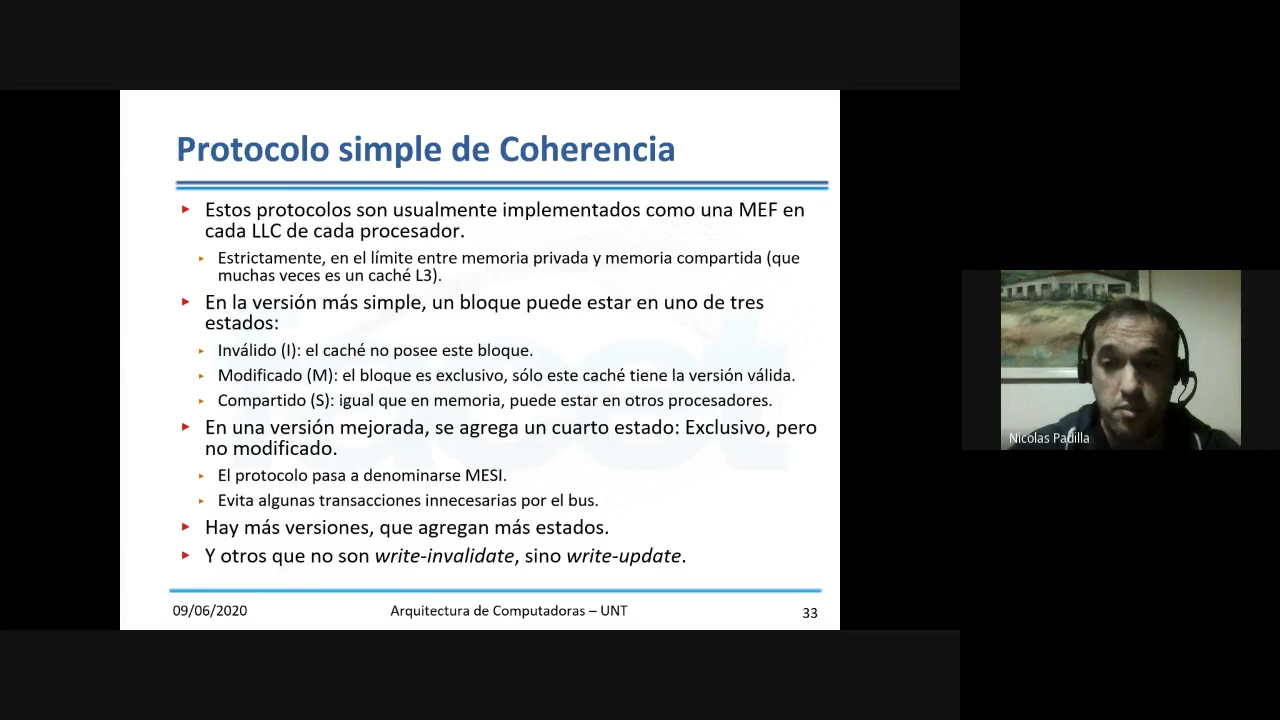 Protocolo simple de Coherencia
Estos protocolos son usualmente implementados como una MEF en
cada LLC de cada procesador.
Estrictamente, en el límite entre memoria privada y memoria compartida (que
muchas veces es un caché L3).
En la versión más simple, un bloque puede estar en uno de tres
estados:
Inválido (I): el caché no posee este bloque.
Modificado (M): el bloque es exclusivo, sólo este caché tiene la versión válida.
Compartido (S): igual que en memoria, puede estar en otros procesadores.
En una versión mejorada, se agrega un cuarto estado: Exclusivo, pero
no modificado.
El protocolo pasa a denominarse MESI.
Evita algunas transacciones innecesarias por el bus.
Hay más versiones, que agregan más estados.
Y otros que no son write-invalidate, sino write-update.
09/06/2020
Arquitectura de Computadoras – UNT
33
Nicolas Padilla